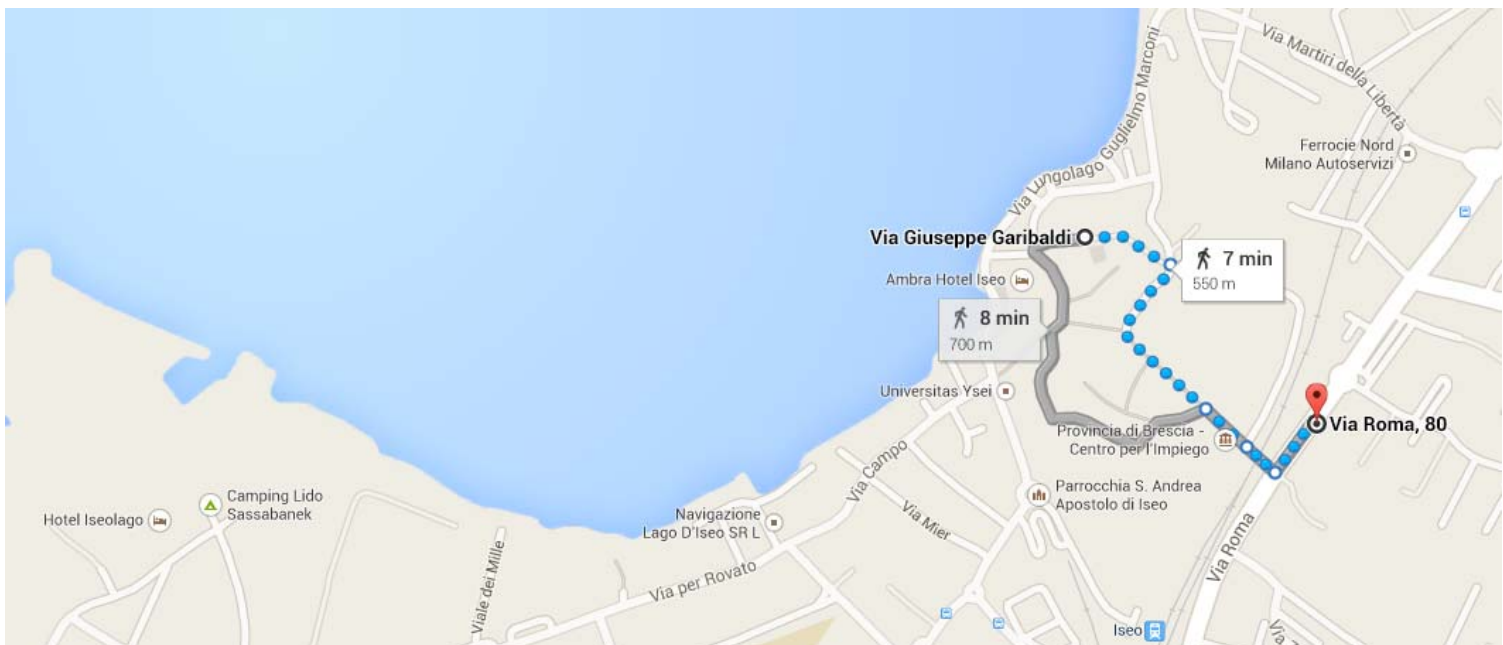 Via Martiri della Libertà
Via Lungolago Guglielmo Marconi
Ferrocie Nord
Milano Autoservizi
Via Giuseppe Garibaldi
7 min
550 m
Ambra Hotel Iseo
8 min
700 m
Universitas Ysei
Via Roma, 80
Provincia di Brescia -
Centro per l'Impiego
Via Campo
Parrocchia S. Andrea
Apostolo di Iseo
Camping Lido
Sassabanek
Hotel Iseolago
Navigazione
Lago D'Iseo SR L
Via Mier
Via Roma
Viale dei Mille
Via per Rovato
Iseo